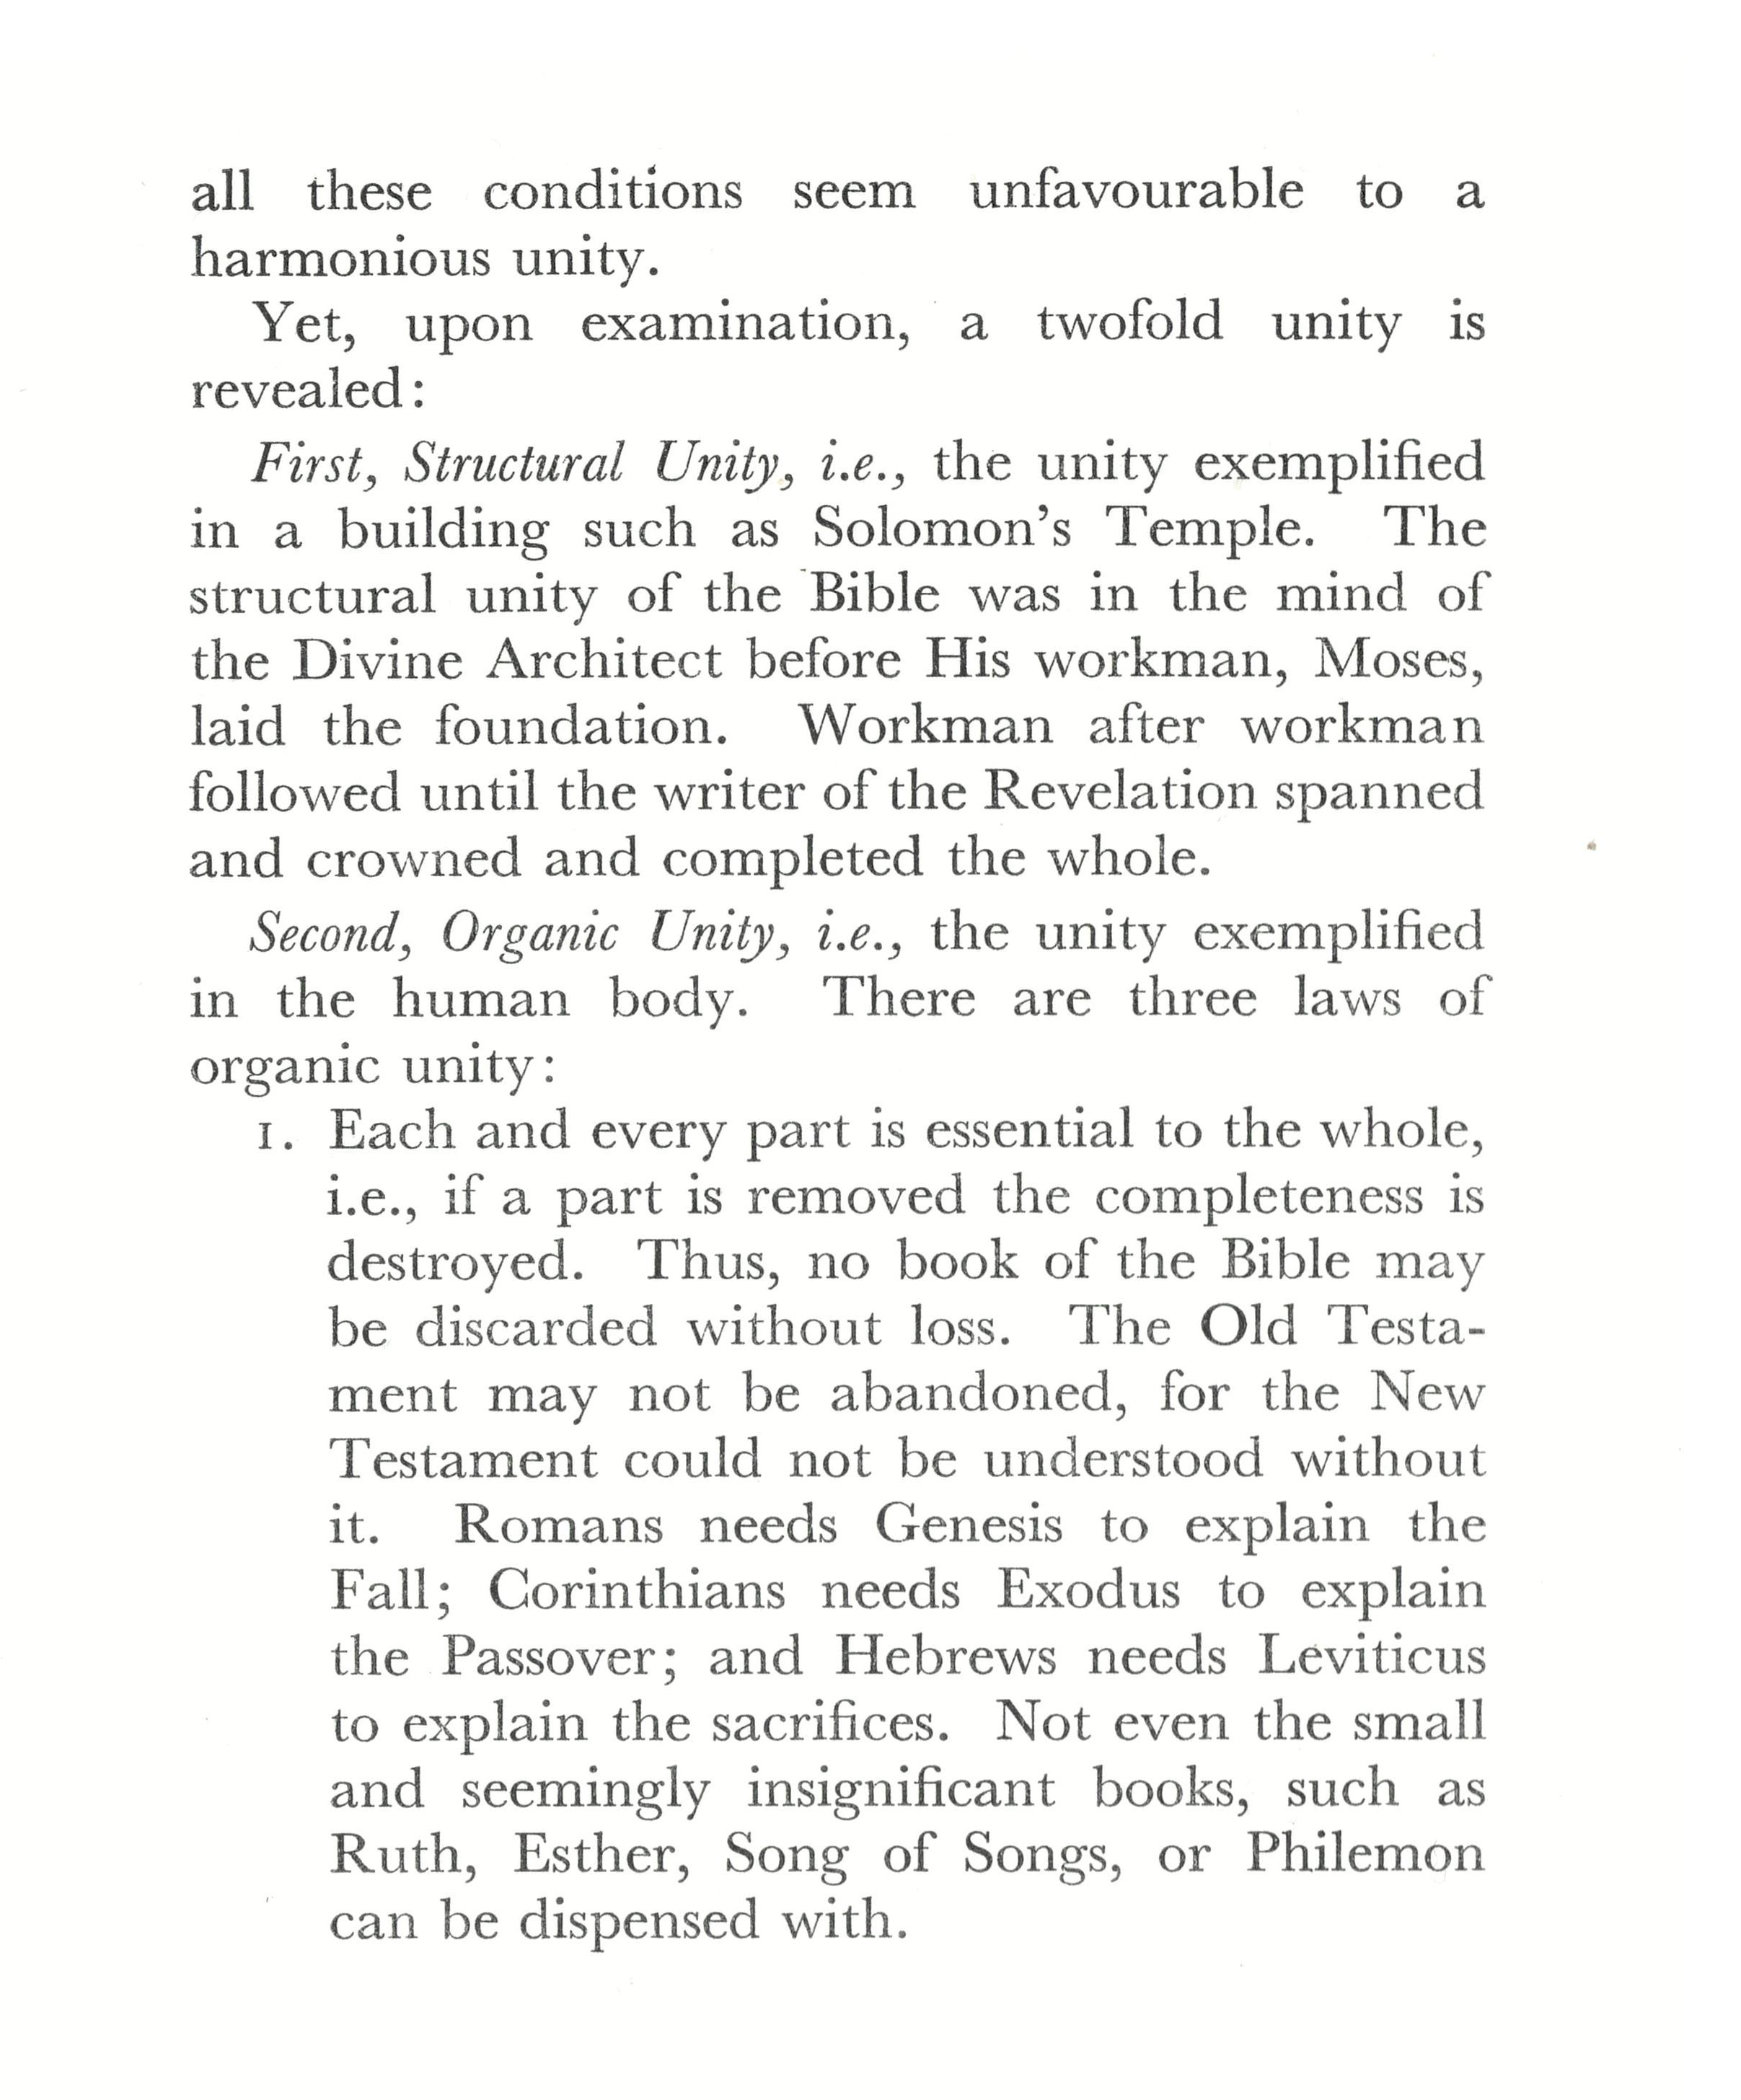 all these conditions seem unfavourable to a
harmonious unity.
Yet, upon examination, a twofold unity is
revealed:
First, Structural Unity, i.e., the unity exemplified
in a building such as Solomon's Temple. The
structural unity of the Bible was in the mind of
the Divine Architect before His workman, Moses,
laid the foundation. Workman after workman
followed until the writer of the Revelation spanned
and crowned and completed the whole.
Second, Organic Unity, i.e., the unity exemplified
in the human body. There are three laws of
organic unity:
1. Each and every part is essential to the whole,
i.e., if a part is removed the completeness is
destroyed. Thus, no book of the Bible may
be discarded without loss. The Old Testa-
ment may not be abandoned, for the New
Testament could not be understood without
it. Romans needs Genesis to explain the
Fall; Corinthians needs Exodus to explain
the Passover; and Hebrews needs Leviticus
to explain the sacrifices. Not even the small
and seemingly insignificant books, such as
Ruth, Esther, Song of Songs, or Philemon
can be dispensed with.